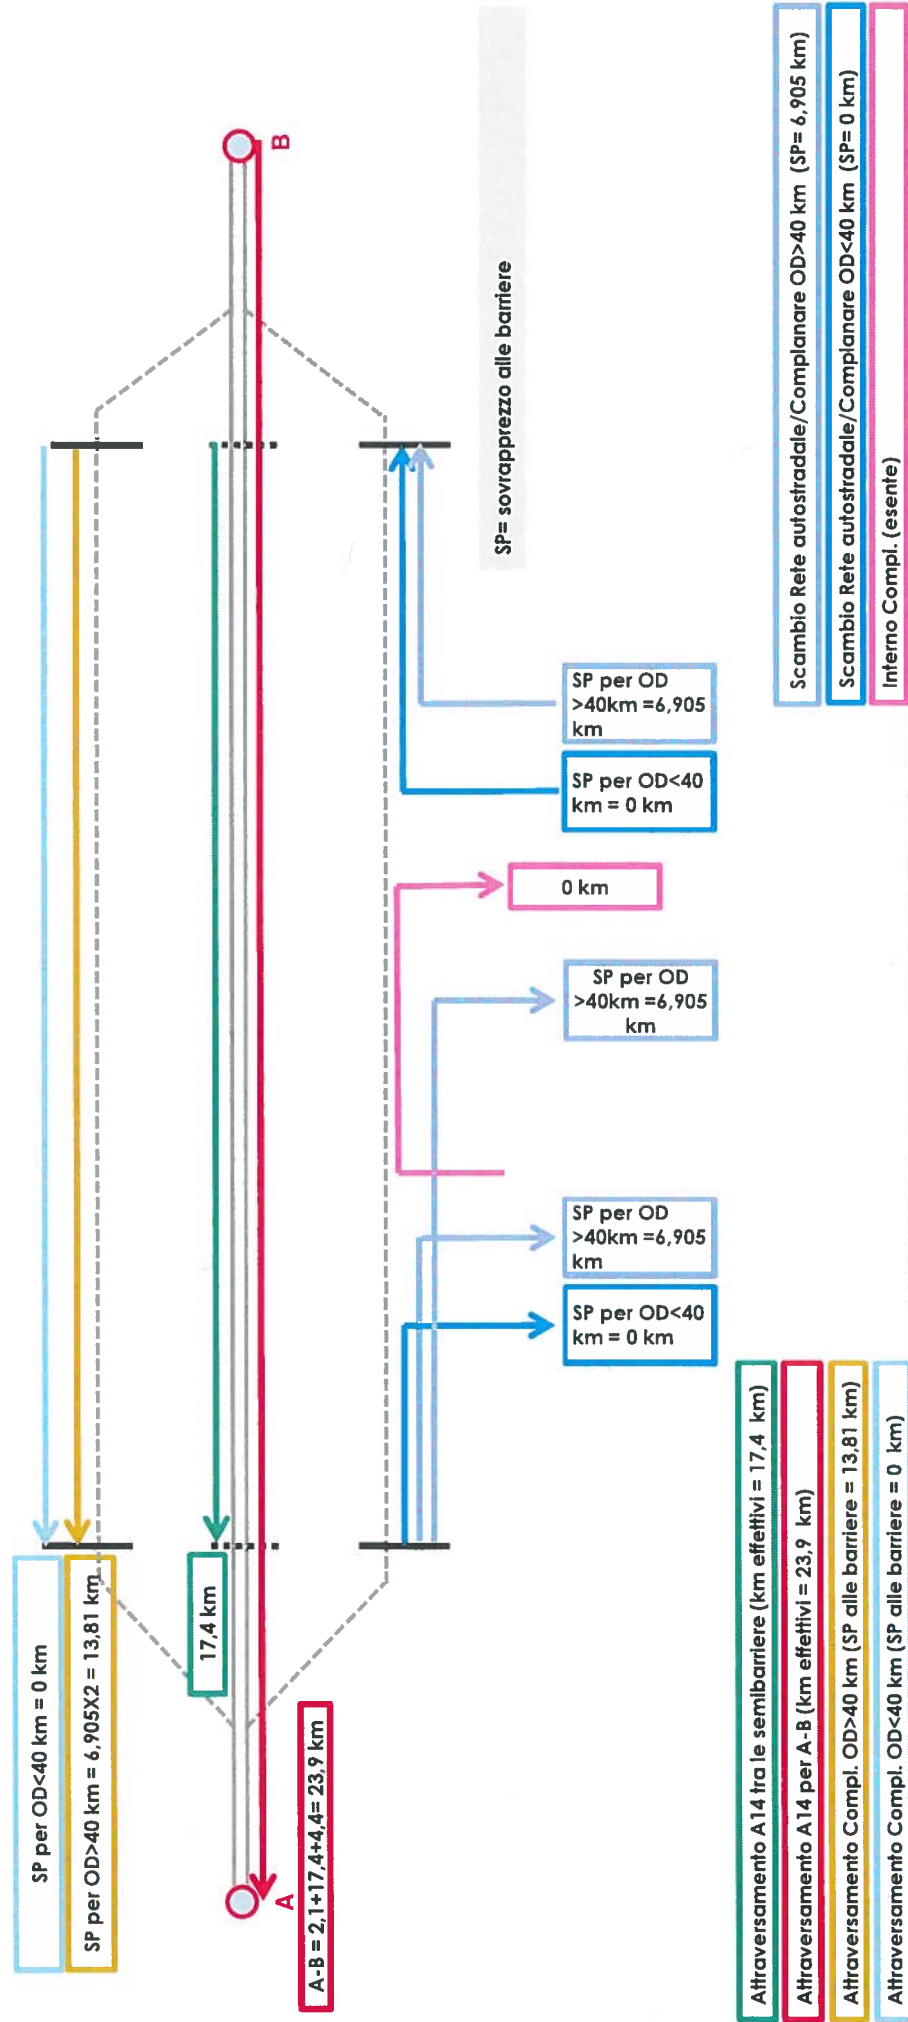 SP per OD<40 km = 0 km
SP per OD>40 km = 6,905X2 = 13,81 km
17,4 km
A
B
A-B = 2,1+17,4+4,4= 23,9 km
SP= sovrapprezzo alle barriere
SP per OD<40
km = 0 km
SP per OD
>40km =6,905
km
SP per OD
>40km =6,905
km
0 km
SP per OD<40
km = 0 km
SP per OD
>40km =6,905
km
Attraversamento A14 tra le semibarriere (km effettivi = 17,4 km)
Attraversamento A14 per A-B (km effettivi = 23,9 km)
Attraversamento Compl. OD>40 km (SP alle barriere = 13,81 km)
Attraversamento Compl. OD<40 km (SP alle barriere = 0 km)
Scambio Rete autostradale/Complanare OD>40 km (SP= 6,905 km)
Scambio Rete autostradale/Complanare OD<40 km (SP= 0 km)
Interno Compl. (esente)